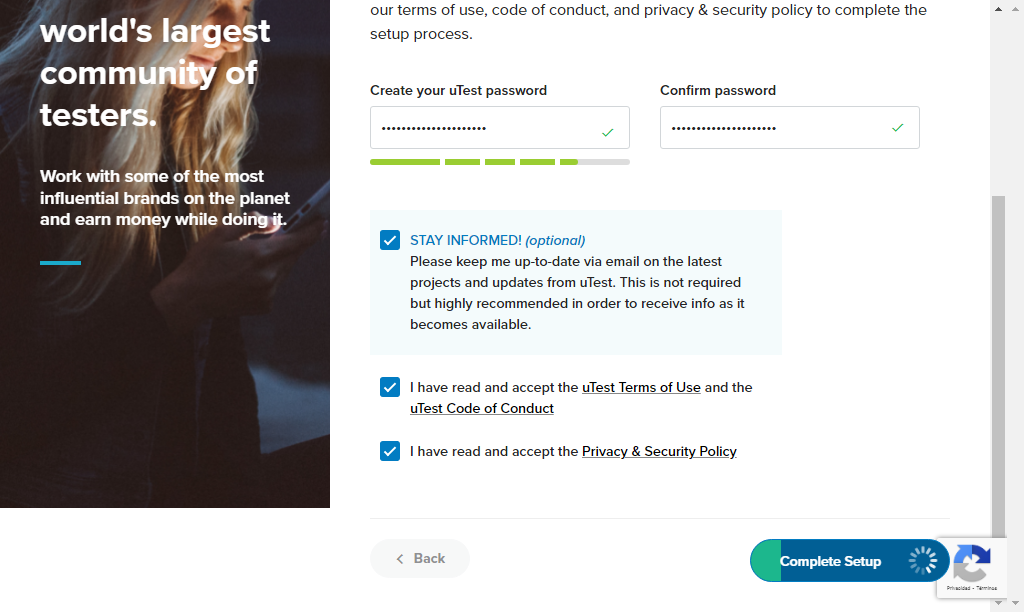 world's largest
community of
testers.
Work with some of the most
influential brands on the planet
and earn money while doing it.
our terms of use, code of conduct, and privacy & security policy to complete the
setup process.
Create your uTest password
Confirm password
•••••••••••••••••••••
•••••••••••••••••••••
STAY INFORMED! (optional)
Please keep me up-to-date via email on the latest
projects and updates from uTest. This is not required
but highly recommended in order to receive info as it
becomes available.
I have read and accept the uTest Terms of Use and the
uTest Code of Conduct
I have read and accept the Privacy & Security Policy
Back
Complete Setup
Privacidad - Términos